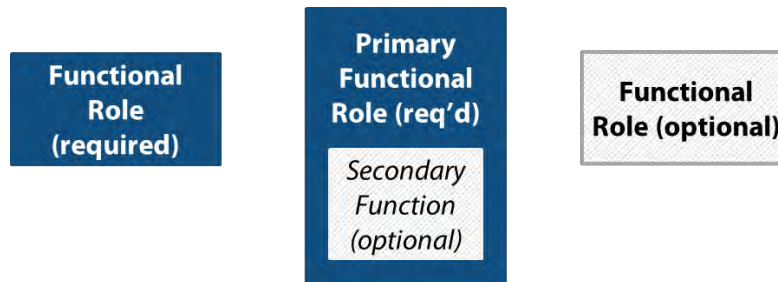 Functional
Role
(required)
Primary
Functional
Role (req’d)
Secondary
Function
(optional)
Functional
Role (optional)